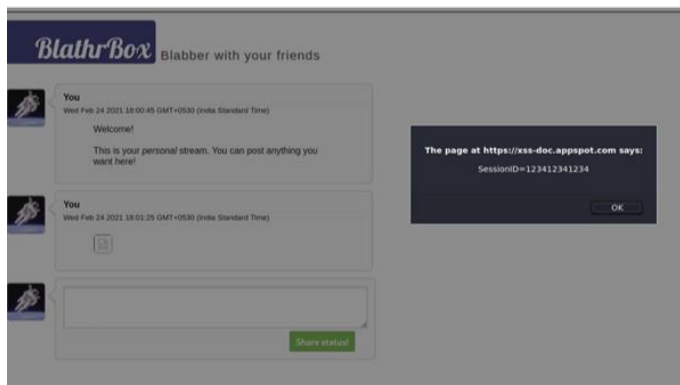 BlathrBox Blabber with your friends
You
Wed Feb 24 2021 18:00:45 GMT+0530 (India Standard Time)
Welcome!
This is your personal stream. You can post anything you
want here!
The page at https://xss-doc.appspot.com says:
SessionID=123412341234
OK
You
Wed Feb 24 2021 18:01:25 GMT+0530 (India Standard Time)
Share status!